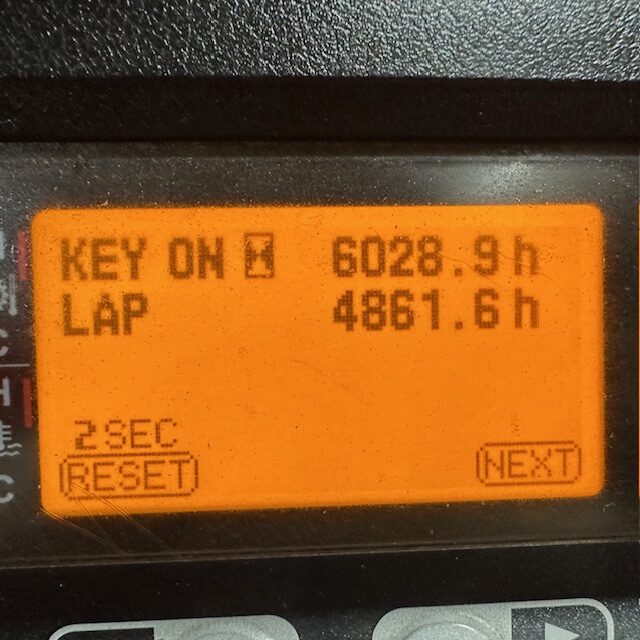 KEY ON 6028.9h
LAP 4861.6h
2SEC
RESET NEXT
H
C